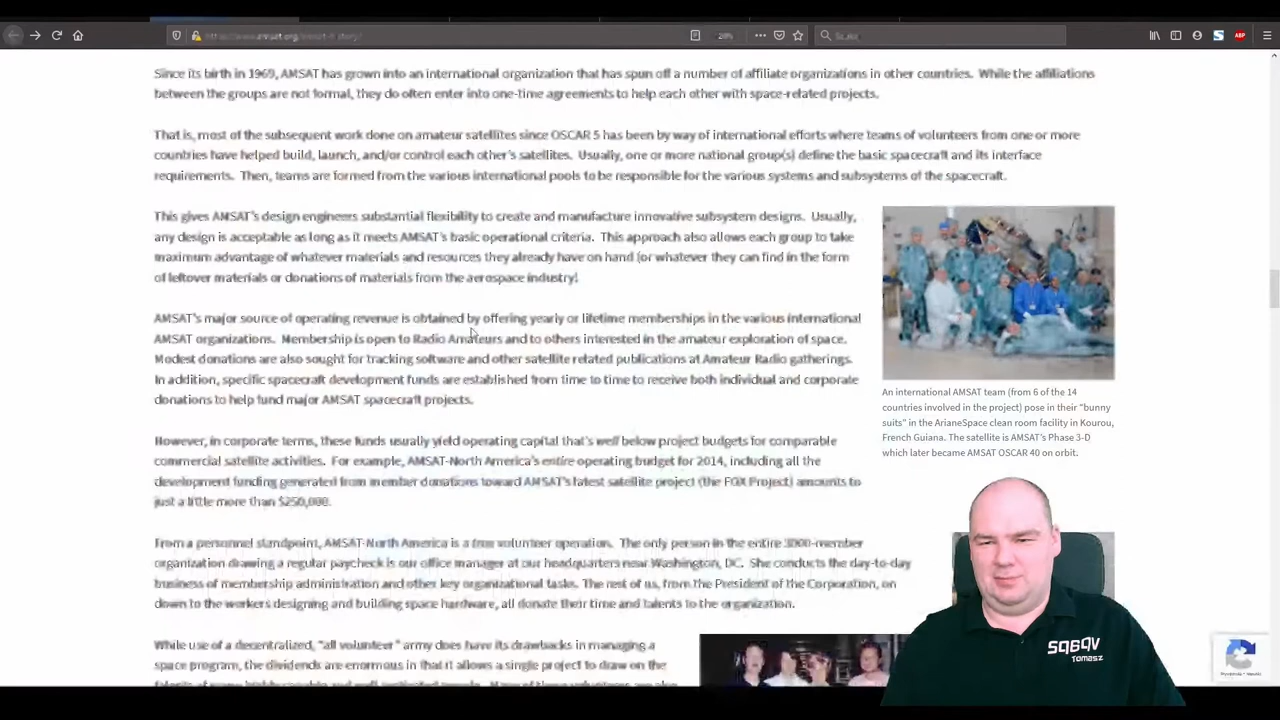 Since its birth in 1969, AMSAT has grown into an international organization that has spun off a number of affiliate organizations in other countries. While the affiliations
between the groups are not formal, they do often enter into one-time agreements to help each other with space-related projects.
That is, most of the subsequent work done on amateur satellites since OSCAR 5 has been by way of international efforts where teams of volunteers from one or more
countries have helped build, launch, and/or control each other's satellites. Usually, one or more national group(s) define the basic spacecraft and its interface
requirements. Then, teams are formed from the various international pools to be responsible for the various systems and subsystems of the spacecraft.
This gives AMSAT's design engineers substantial flexibility to create and manufacture innovative subsystem designs. Usually,
any design is acceptable as long as it meets AMSAT's basic operational criteria. This approach also allows each group to take
maximum advantage of whatever materials and resources they already have on hand (or whatever they can find in the form
of leftover materials or donations of materials from the aerospace industry)
AMSAT's major source of operating revenue is obtained by offering yearly or lifetime memberships in the various international
AMSAT organizations. Membership is open to Radio Amateurs and to others interested in the amateur exploration of space.
Modest donations are also sought for tracking software and other satellite related publications at Amateur Radio gatherings.
In addition, specific spacecraft development funds are established from time to time to receive both individual and corporate
donations to help fund major AMSAT spacecraft projects.
An international AMSAT team (from 6 of the 14
countries involved in the project) pose in their "bunny
suits" in the ArianeSpace clean room facility in Kourou,
French Guiana. The satellite is AMSAT's Phase 3-D
which later became AMSAT OSCAR 40 on orbit.
However, in corporate terms, these funds usually yield operating capital that's well below project budgets for comparable
commercial satellite activities. For example, AMSAT-North America's entire operating budget for 2014, including all the
development funding generated from member donations toward AMSAT's latest satellite project (the FOX Project) amounts to
just a little more than $250,000.
From a personnel standpoint, AMSAT-North America is a true volunteer operation. The only person in the entire 3000-member
organization drawing a regular paycheck is our office manager at our headquarters near Washington, DC. She conducts the day-to-day
business of membership administration and other key organizational tasks. The rest of us, from the President of the Corporation, on
down to the workers designing and building space hardware, all donate their time and talents to the organization.
While use of a decentralized, "all volunteer" army does have its drawbacks in managing a
space program, the dividends are enormous in that it allows a single project to draw on the
SQ6QV
Tomasz